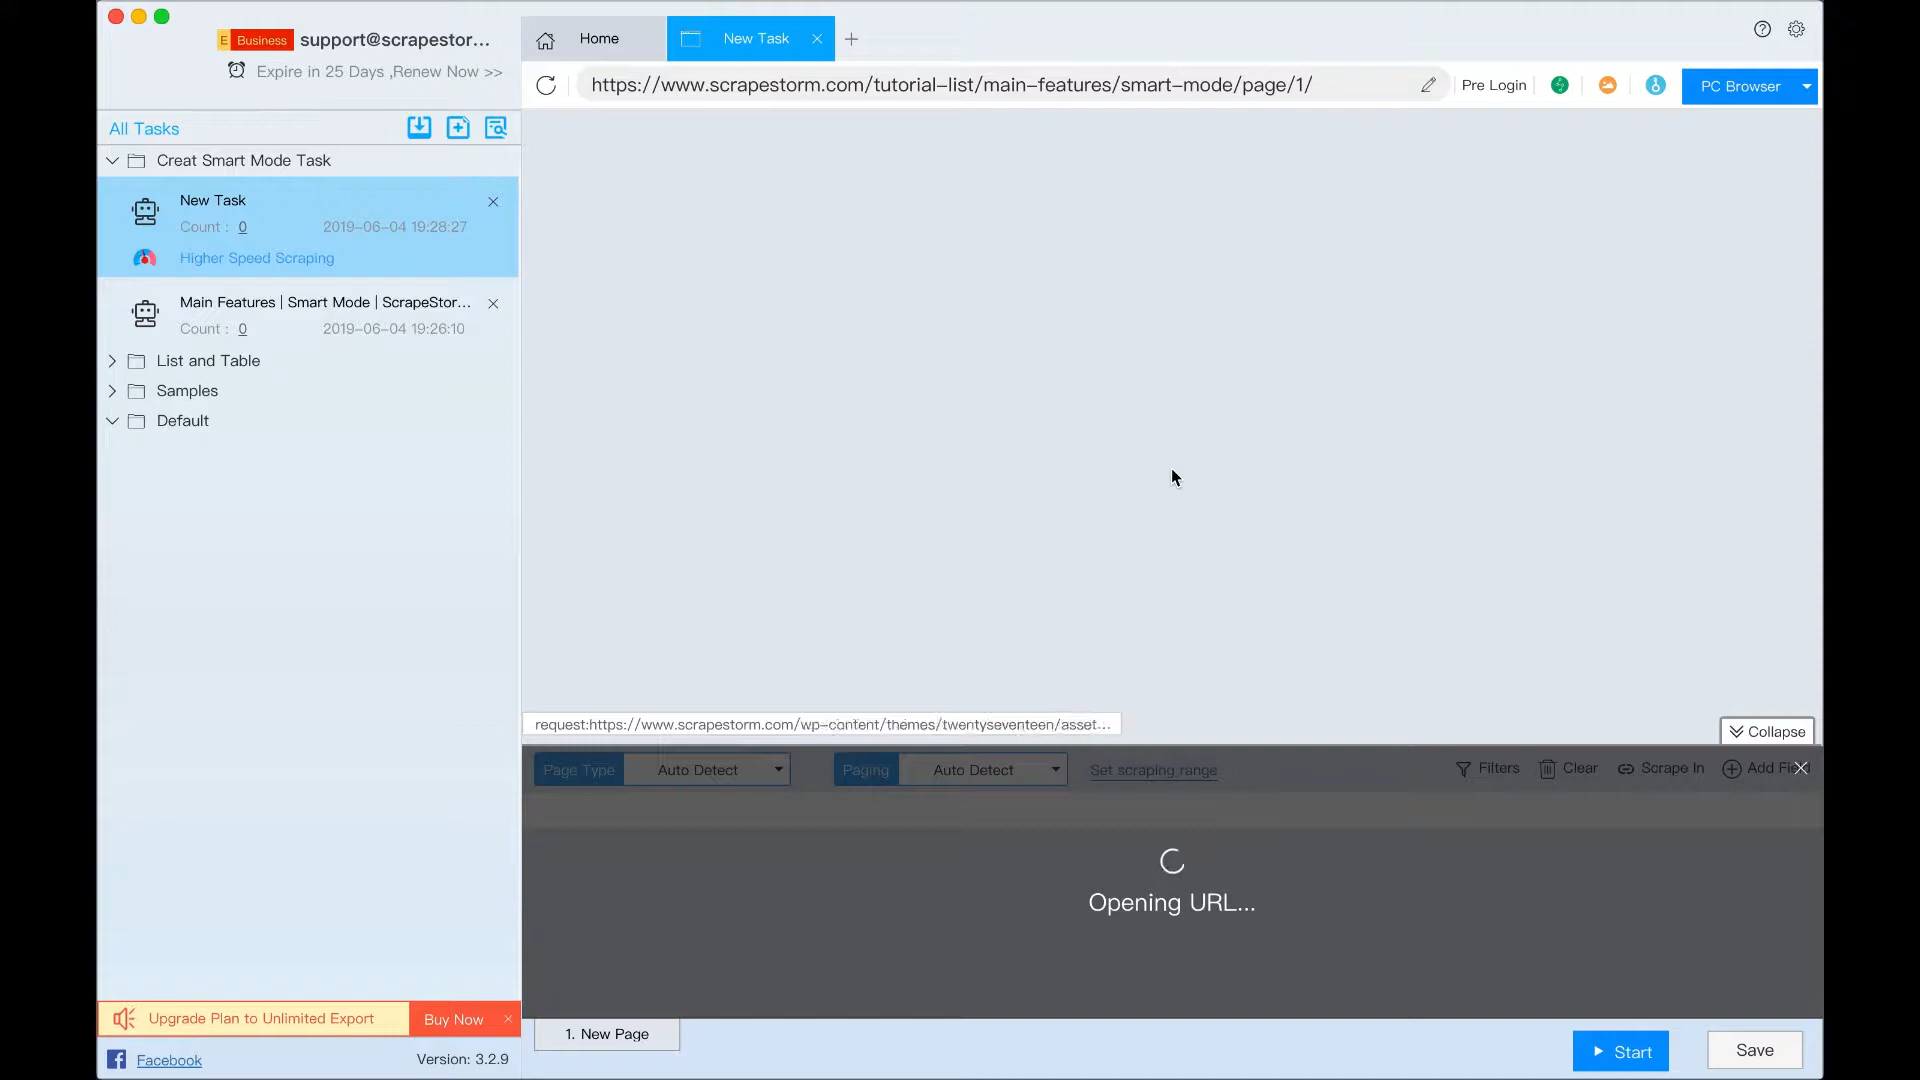 E Business support@scrapestor...
Expire in 25 Days ,Renew Now >>
Home
New Task
https://www.scrapestorm.com/tutorial-list/main-features/smart-mode/page/1/
Pre Login
PC Browser
All Tasks
Creat Smart Mode Task
New Task
Count : 0 2019-06-04 19:28:27
Higher Speed Scraping
Main Features | Smart Mode | ScrapeStor...
Count : 0 2019-06-04 19:26:10
List and Table
Samples
Default
request:https://www.scrapestorm.com/wp-content/themes/twentyseventeen/asset...
Collapse
Page Type Auto Detect Paging Auto Detect Set scraping range Filters Clear Scrape In Add Field
Opening URL...
Upgrade Plan to Unlimited Export Buy Now
1. New Page
Start
Save
Facebook Version: 3.2.9